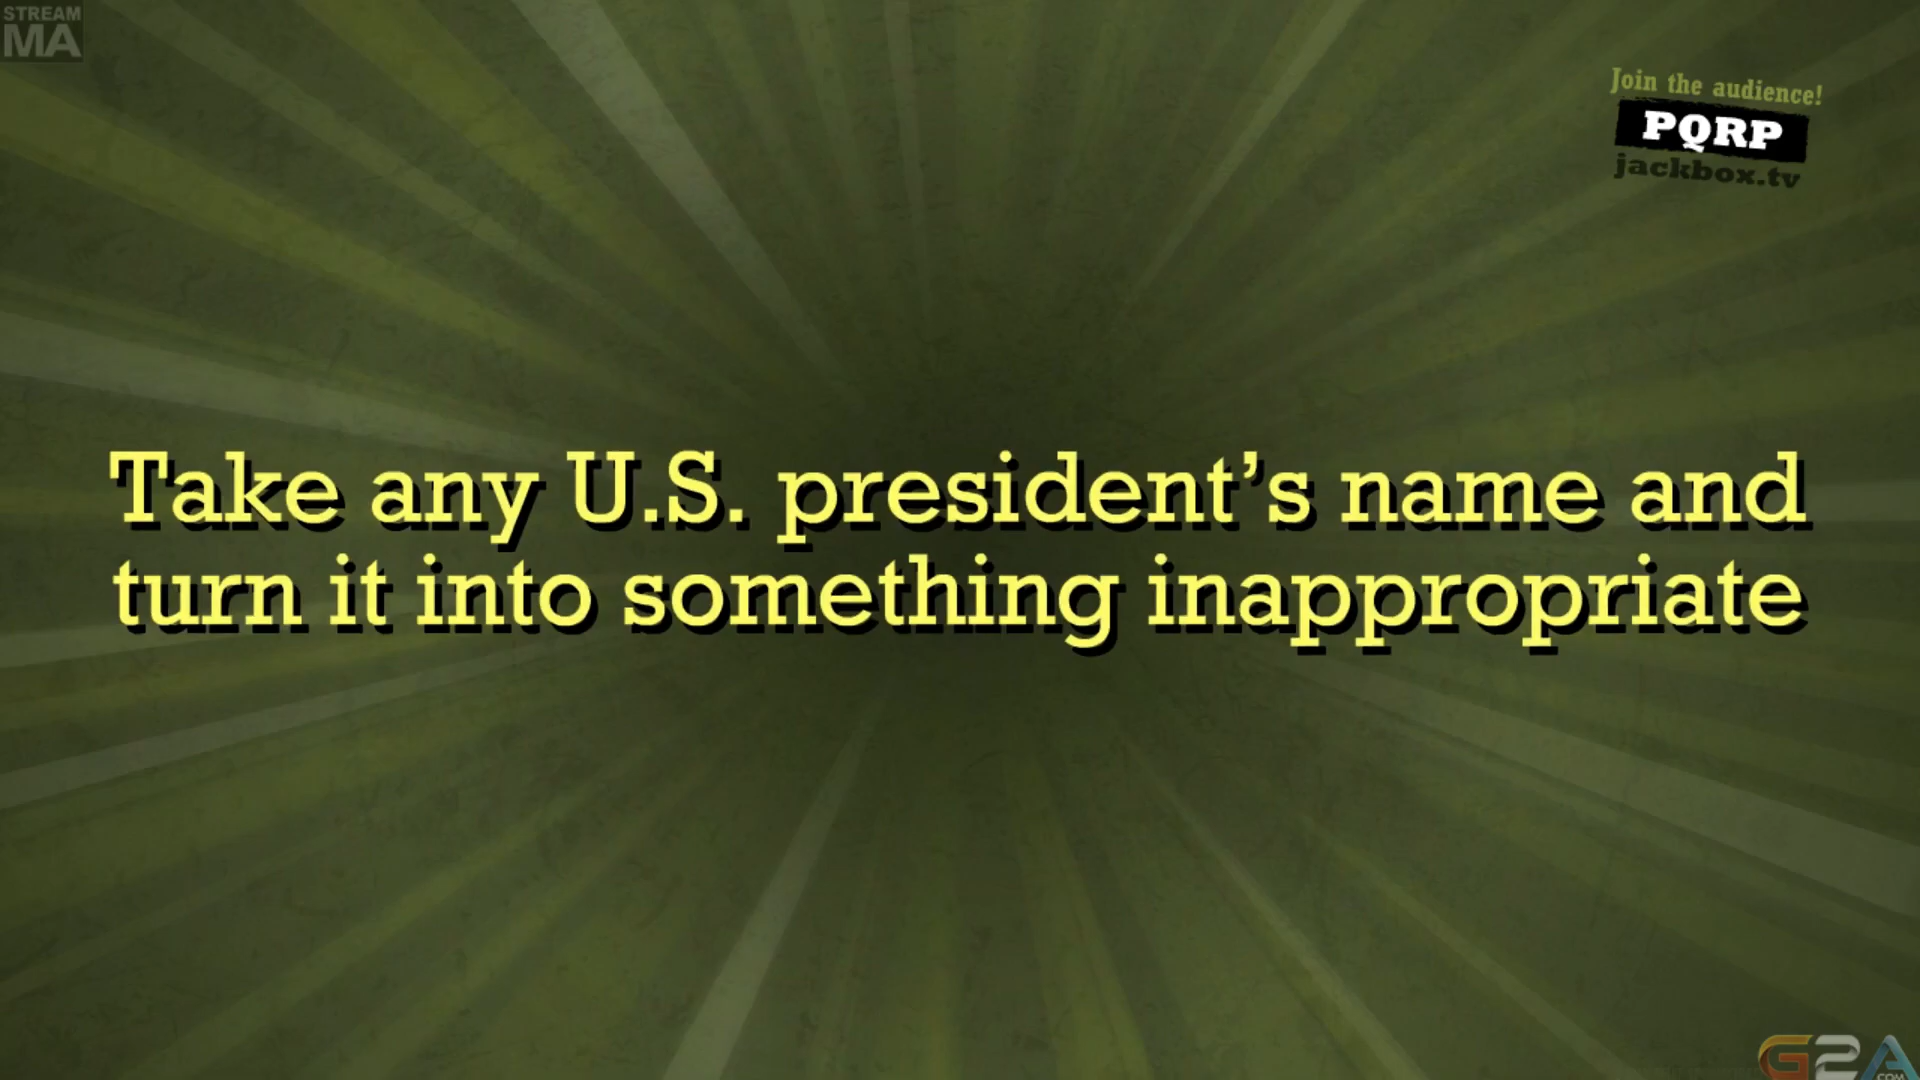 STREAM
MA
Join the audience!
PQRP
jackbox.tv
Take any U.S. president's name and
turn it into something inappropriate
G2A
.COM